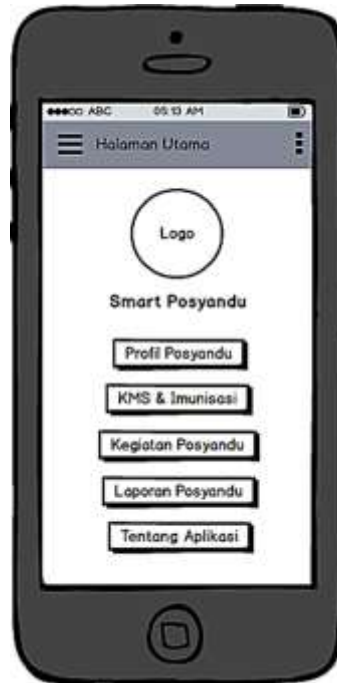 ABC 05:13 AM
Halaman Utama
Logo
Smart Posyandu
Profil Posyandu
KMS & Imunisasi
Kegiatan Posyandu
Laporan Posyandu
Tentang Aplikasi